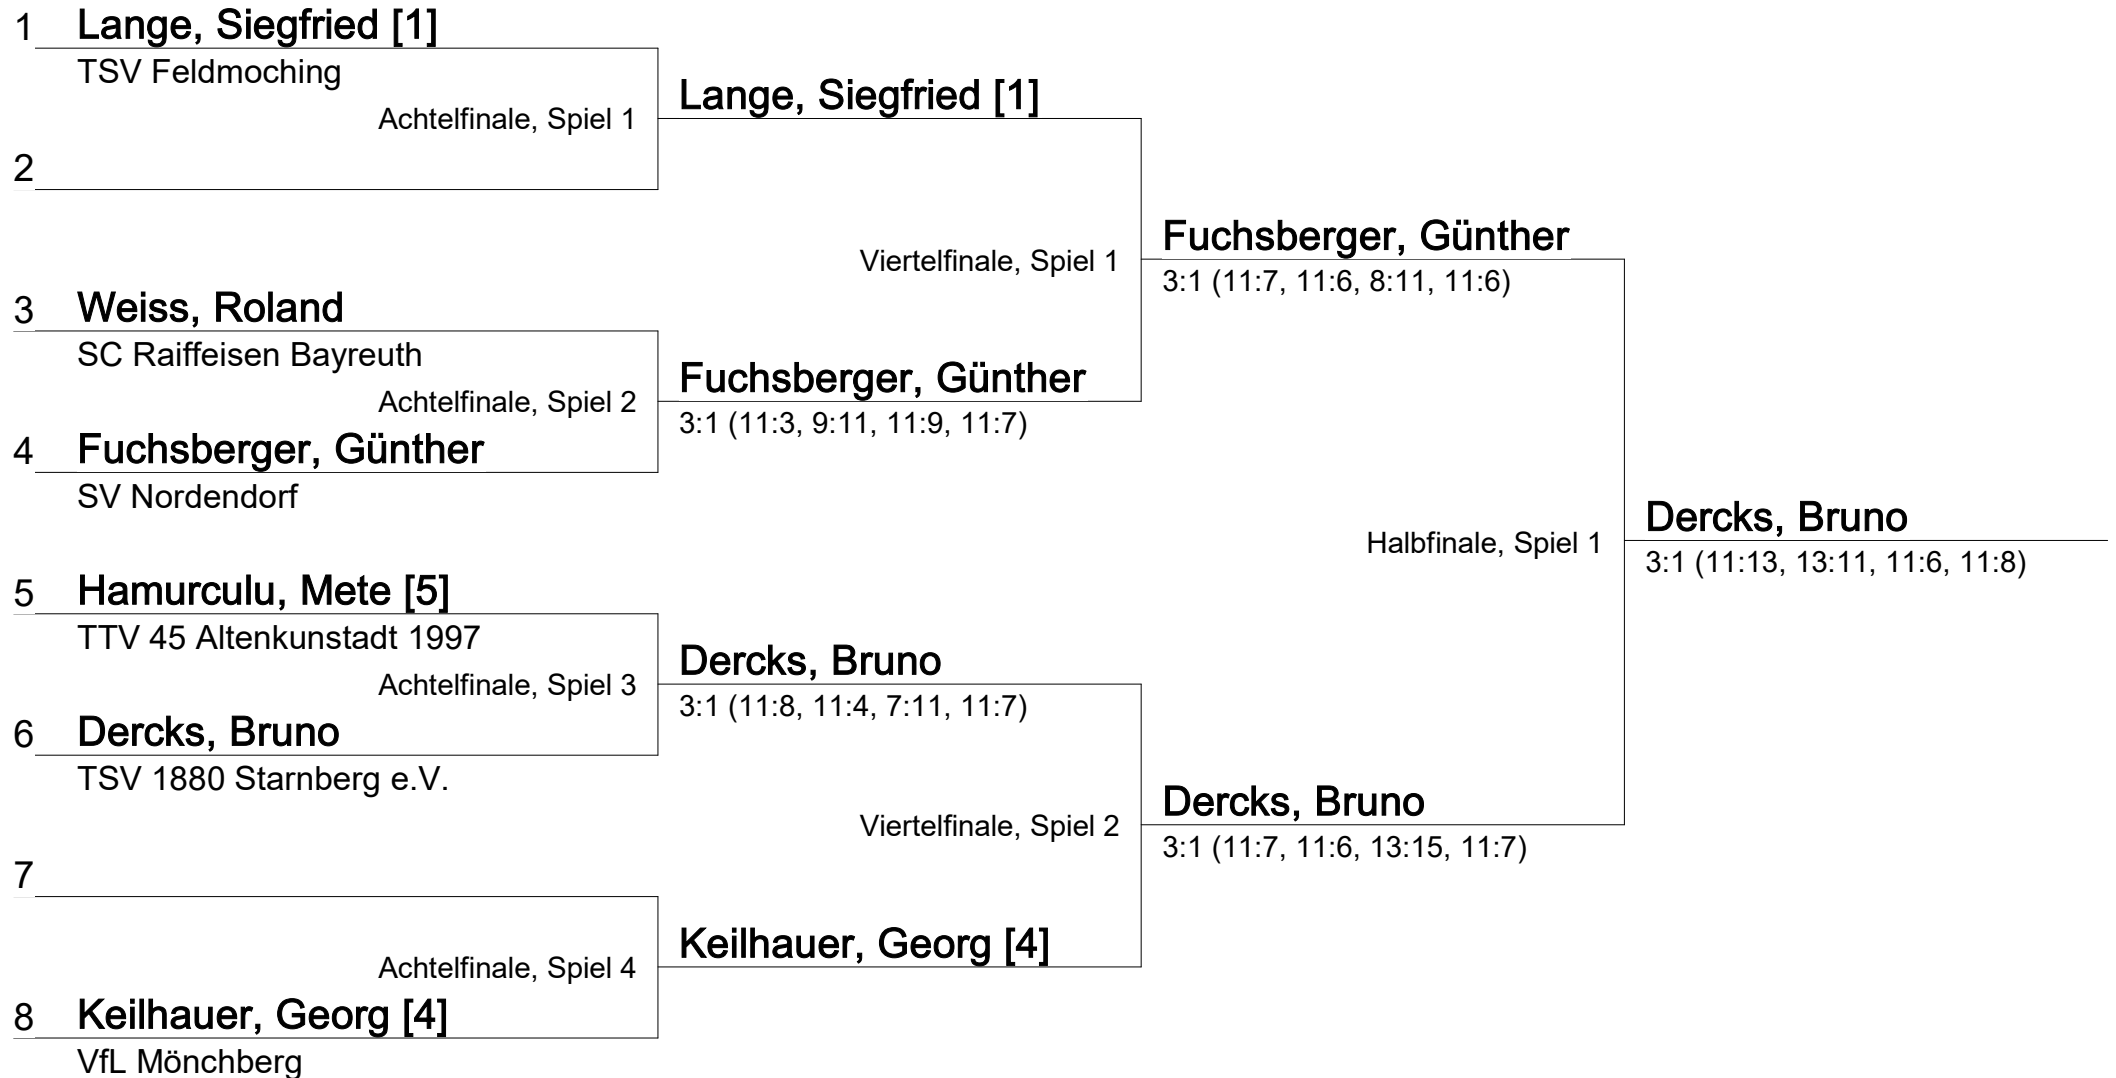 1 Lange, Siegfried [1]
TSV Feldmoching
Achtelfinale, Spiel 1
Lange, Siegfried [1]
2
Viertelfinale, Spiel 1
Fuchsberger, Günther
3:1 (11:7, 11:6, 8:11, 11:6)
3 Weiss, Roland
SC Raiffeisen Bayreuth
Achtelfinale, Spiel 2
Fuchsberger, Günther
3:1 (11:3, 9:11, 11:9, 11:7)
4 Fuchsberger, Günther
SV Nordendorf
Halbfinale, Spiel 1
Dercks, Bruno
3:1 (11:13, 13:11, 11:6, 11:8)
5 Hamurculu, Mete [5]
TTV 45 Altenkunstadt 1997
Achtelfinale, Spiel 3
Dercks, Bruno
3:1 (11:8, 11:4, 7:11, 11:7)
6 Dercks, Bruno
TSV 1880 Starnberg e.V.
Viertelfinale, Spiel 2
Dercks, Bruno
3:1 (11:7, 11:6, 13:15, 11:7)
7
Achtelfinale, Spiel 4
Keilhauer, Georg [4]
8 Keilhauer, Georg [4]
VfL Mönchberg